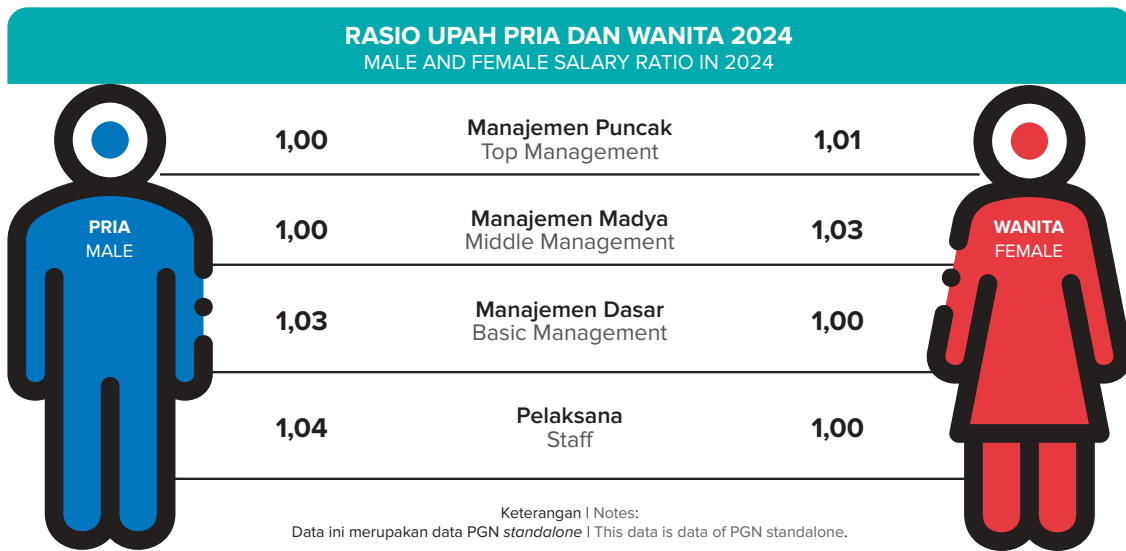 RASIO UPAH PRIA DAN WANITA 2024
MALE AND FEMALE SALARY RATIO IN 2024
PRIA
MALE
WANITA
FEMALE
1,00 Manajemen Puncak 1,01
Top Management
1,00 Manajemen Madya 1,03
Middle Management
1,03 Manajemen Dasar 1,00
Basic Management
1,04 Pelaksana 1,00
Staff
Keterangan | Notes:
Data ini merupakan data PGN standalone | This data is data of PGN standalone.